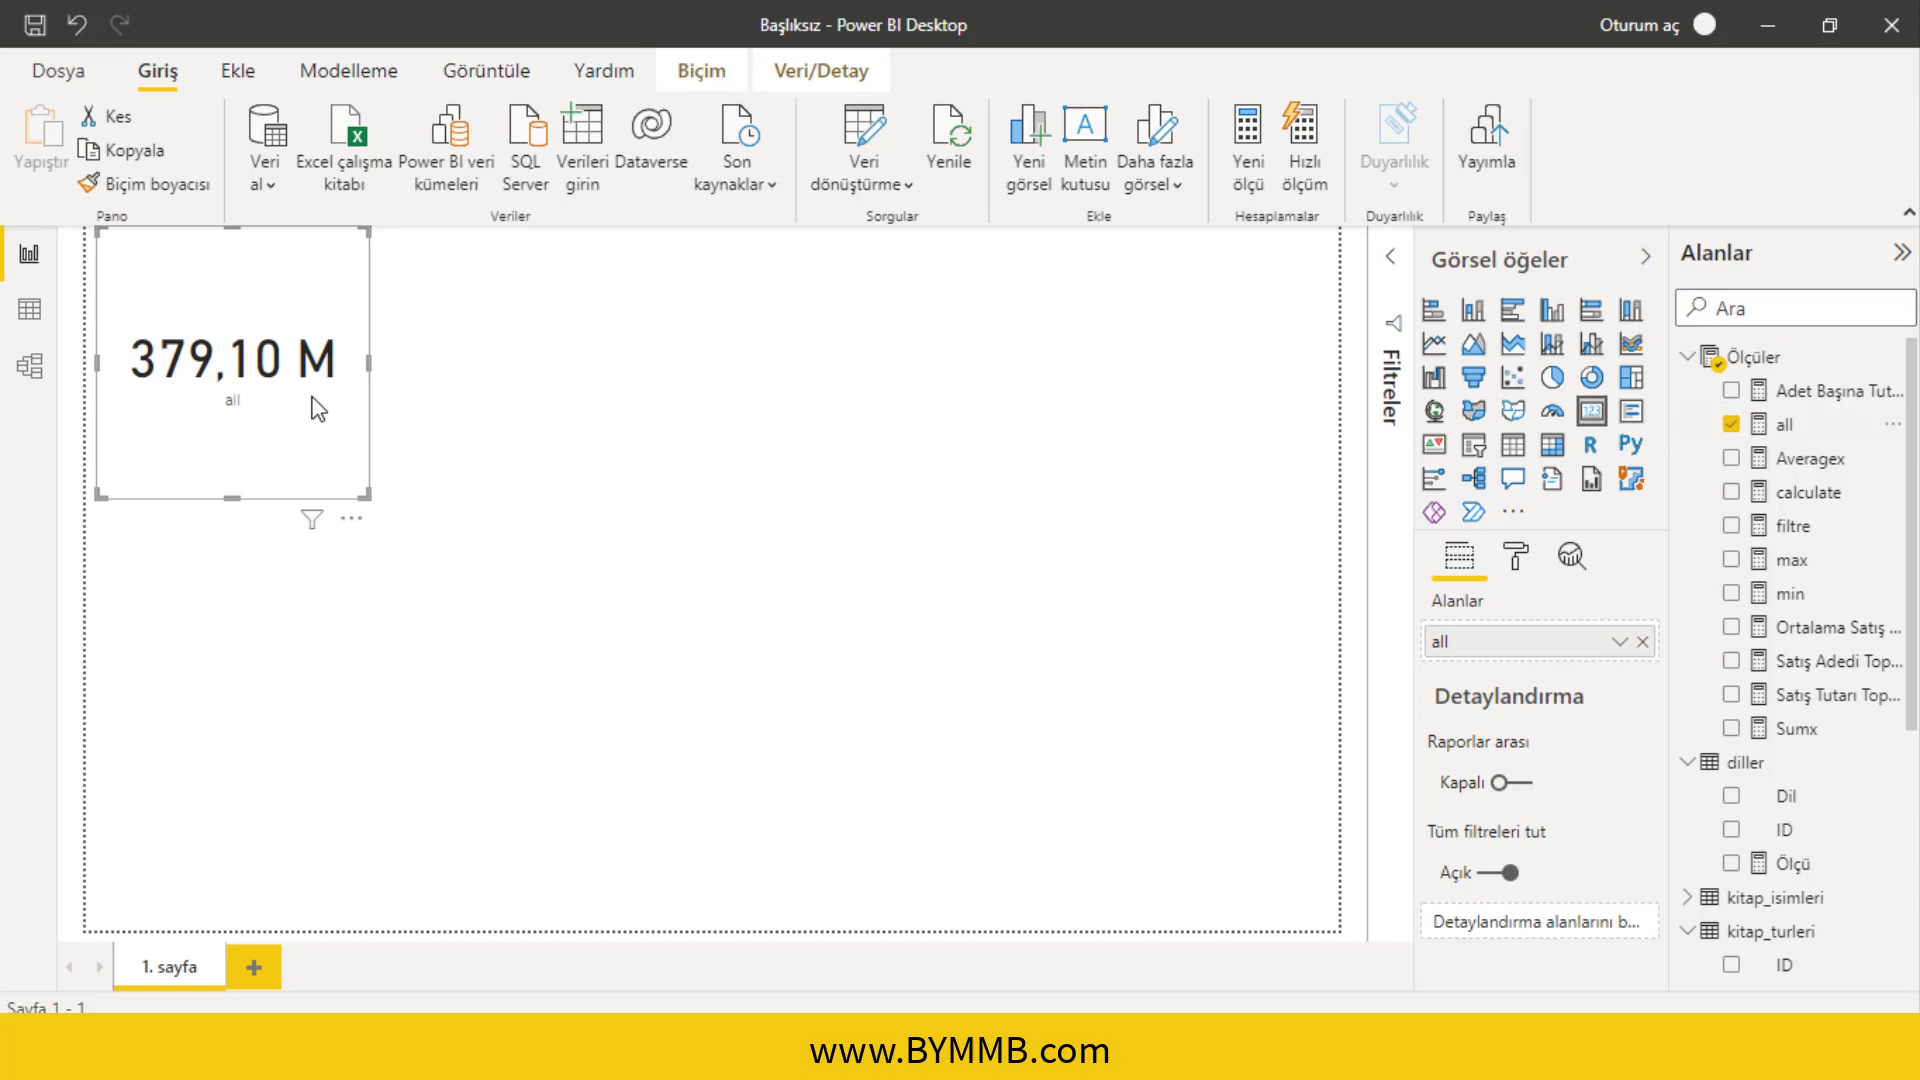 Başlıksız - Power BI Desktop
Oturum aç
Dosya
Giriş
Ekle
Modelleme
Görüntüle
Yardım
Biçim
Veri/Detay
Yapıştır
Kes
Kopyala
Biçim boyacısı
Pano
Veri
al
Excel çalışma
kitabı
Power BI veri
kümeleri
SQL
Server
Verileri
girin
Dataverse
Son
kaynaklar
Veriler
Veri
dönüştürme
Yenile
Sorgular
Yeni
görsel
Metin
kutusu
Daha fazla
görsel
Ekle
Yeni
ölçü
Hızlı
ölçüm
Hesaplamalar
Duyarlılık
Duyarlılık
Yayımla
Paylaş
379,10 M
all
Filtreler
Görsel öğeler
R
Py
Alanlar
all
Detaylandırma
Raporlar arası
Kapalı
Tüm filtreleri tut
Açık
Detaylandırma alanlarını b...
Alanlar
Ara
Ölçüler
Adet Başına Tut...
all
Averagex
calculate
filtre
max
min
Ortalama Satış ...
Satış Adedi Top...
Satış Tutarı Top...
Sumx
diller
Dil
ID
Ölçü
kitap_isimleri
kitap_turleri
ID
1. sayfa
Sayfa 1 - 1
www.BYMMB.com